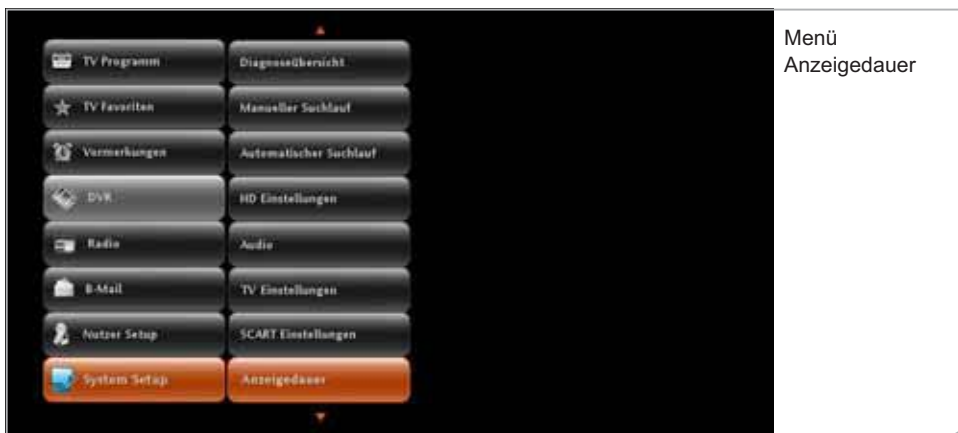 TV Programm
TV Favoriten
Vormerkungen
DVR
Radio
E-Mail
Nutzer Setup
System Setup
Diagnoseübersicht
Manueller Suchlauf
Automatischer Suchlauf
HD Einstellungen
Audio
TV Einstellungen
SCART Einstellungen
Anzeigedauer
Menü
Anzeigedauer